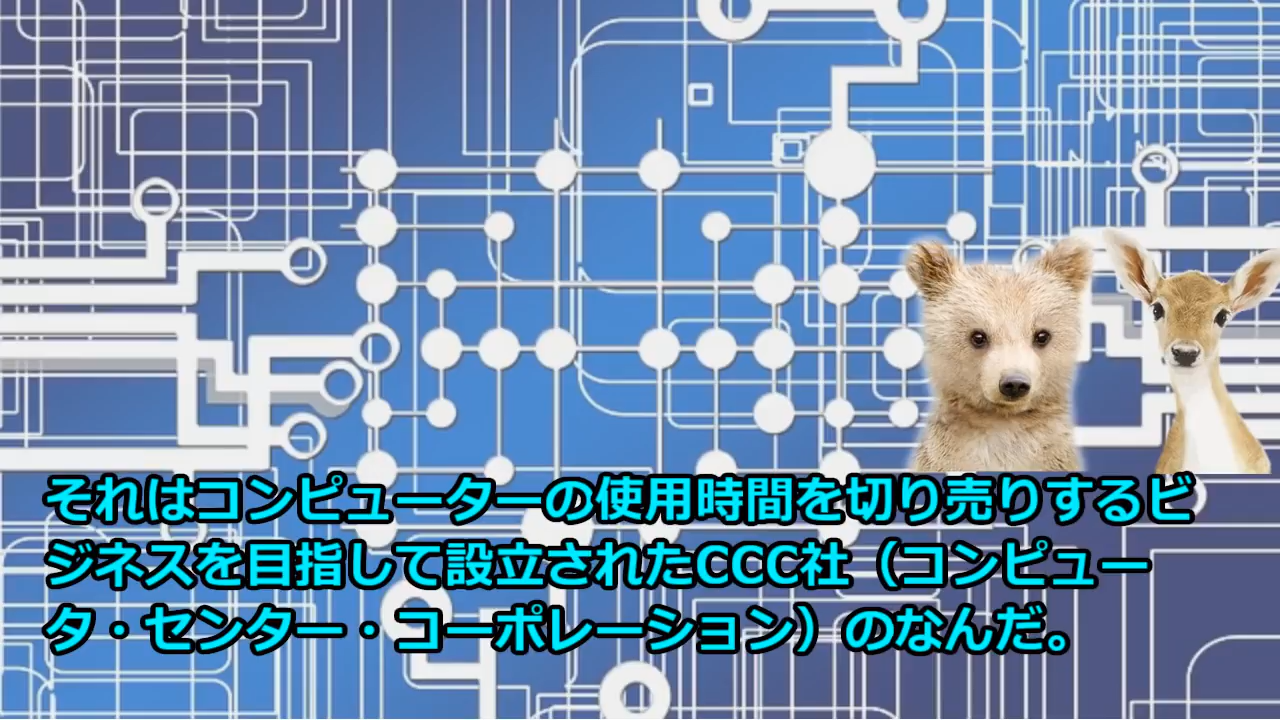 それはコンピューターの使用時間を切り売りするビ
ジネスを目指して設立されたCCC社（コンピュー
タ・センター・コーポレーション）のなんだ。